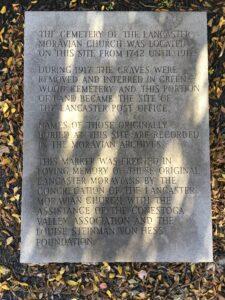 THE CEMETERY OF THE LANCASTER
MORAVIAN CHURCH WAS LOCATED
ON THIS SITE FROM 1742 UNTIL
DURING 1917 THE GRAVES WERE
REMOVED AND INTERRED IN GREEN-
WOOD CEMETERY AND THIS PORTION
OF LAND BECAME THE SITE OF
THE LANCASTER POST OFFICE.
NAMES OF THOSE ORIGINALLY
BURIED AT THIS SITE ARE RECORDED
IN THE MORAVIAN ARCHIVES.
THIS MARKER WAS ERECTED IN
LOVING MEMORY OF THOSE ORIGINAL
LANCASTER MORAVIANS BY THE
CONGREGATION OF THE LANCASTER
MORAVIAN CHURCH WITH THE
ASSISTANCE OF THE CONESTOGA
VALLEY ASSOCIATION AND THE
LOUISE STEINMAN VON HESS
FOUNDATION.